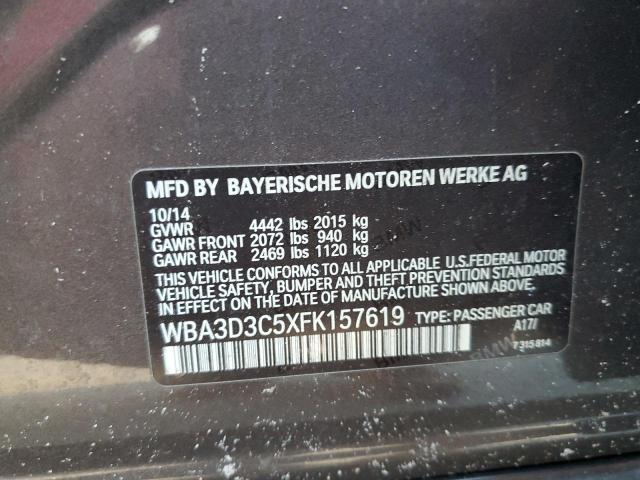 MFD BY BAYERISCHE MOTOREN WERKE AG
10/14
GVWR 4442 lbs 2015 kg
GAWR FRONT 2072 lbs 940 kg
GAWR REAR 2469 lbs 1120 kg
THIS VEHICLE CONFORMS TO ALL APPLICABLE U.S.FEDERAL MOTOR
VEHICLE SAFETY, BUMPER, AND THEFT PREVENTION STANDARDS
IN EFFECT ON THE DATE OF MANUFACTURE SHOWN ABOVE.
WBA3D3C5XFK157619 TYPE: PASSENGER CAR
A17/
7315814